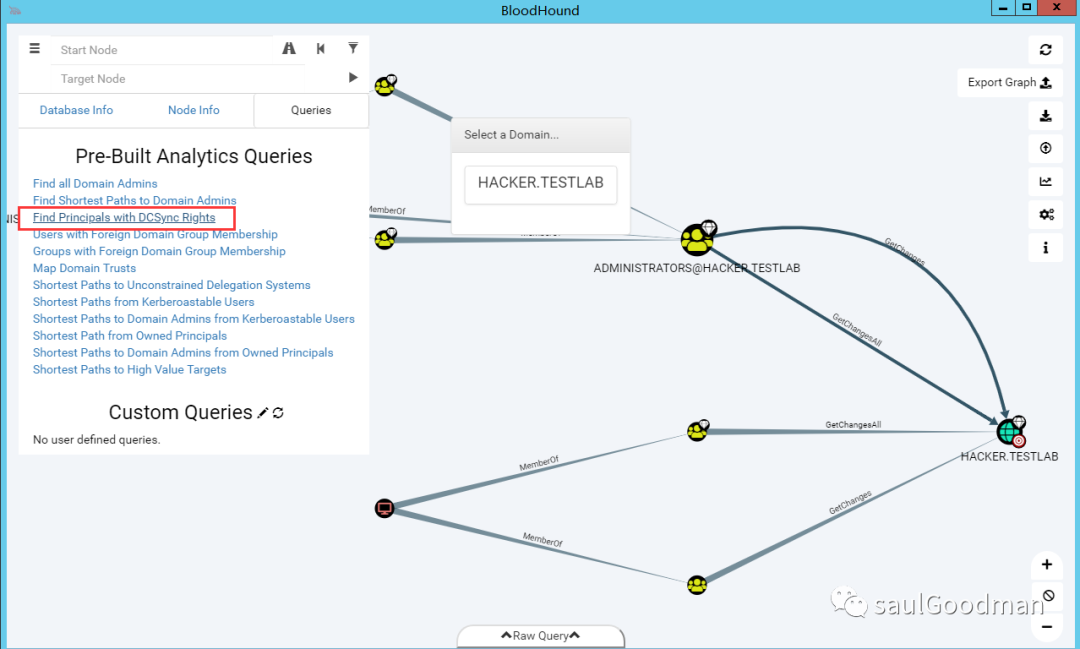 BloodHound
Start Node
Target Node
Export Graph
Database Info
Node Info
Queries
Pre-Built Analytics Queries
Find all Domain Admins
Find Shortest Paths to Domain Admins
Find Principals with DCSync Rights
Users with Foreign Domain Group Membership
Groups with Foreign Domain Group Membership
Map Domain Trusts
Shortest Paths to Unconstrained Delegation Systems
Shortest Paths from Kerberoastable Users
Shortest Paths to Domain Admins from Kerberoastable Users
Shortest Path from Owned Principals
Shortest Paths to Domain Admins from Owned Principals
Shortest Paths to High Value Targets
Custom Queries
No user defined queries.
Select a Domain...
HACKER.TESTLAB
MemberOf
MemberOf
ADMINISTRATORS@HACKER.TESTLAB
GetChanges
GetChangesAll
GetChangesAll
HACKER.TESTLAB
MemberOf
GetChanges
MemberOf
saulGoodman
Raw Query